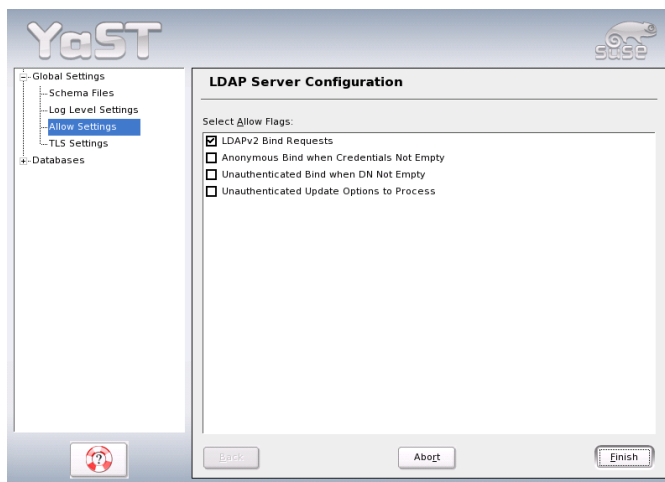 YaST
SUSE
Global Settings
Schema Files
Log Level Settings
Allow Settings
TLS Settings
Databases
LDAP Server Configuration
Select Allow Flags:
LDAPv2 Bind Requests
Anonymous Bind when Credentials Not Empty
Unauthenticated Bind when DN Not Empty
Unauthenticated Update Options to Process
Back
Abort
Finish